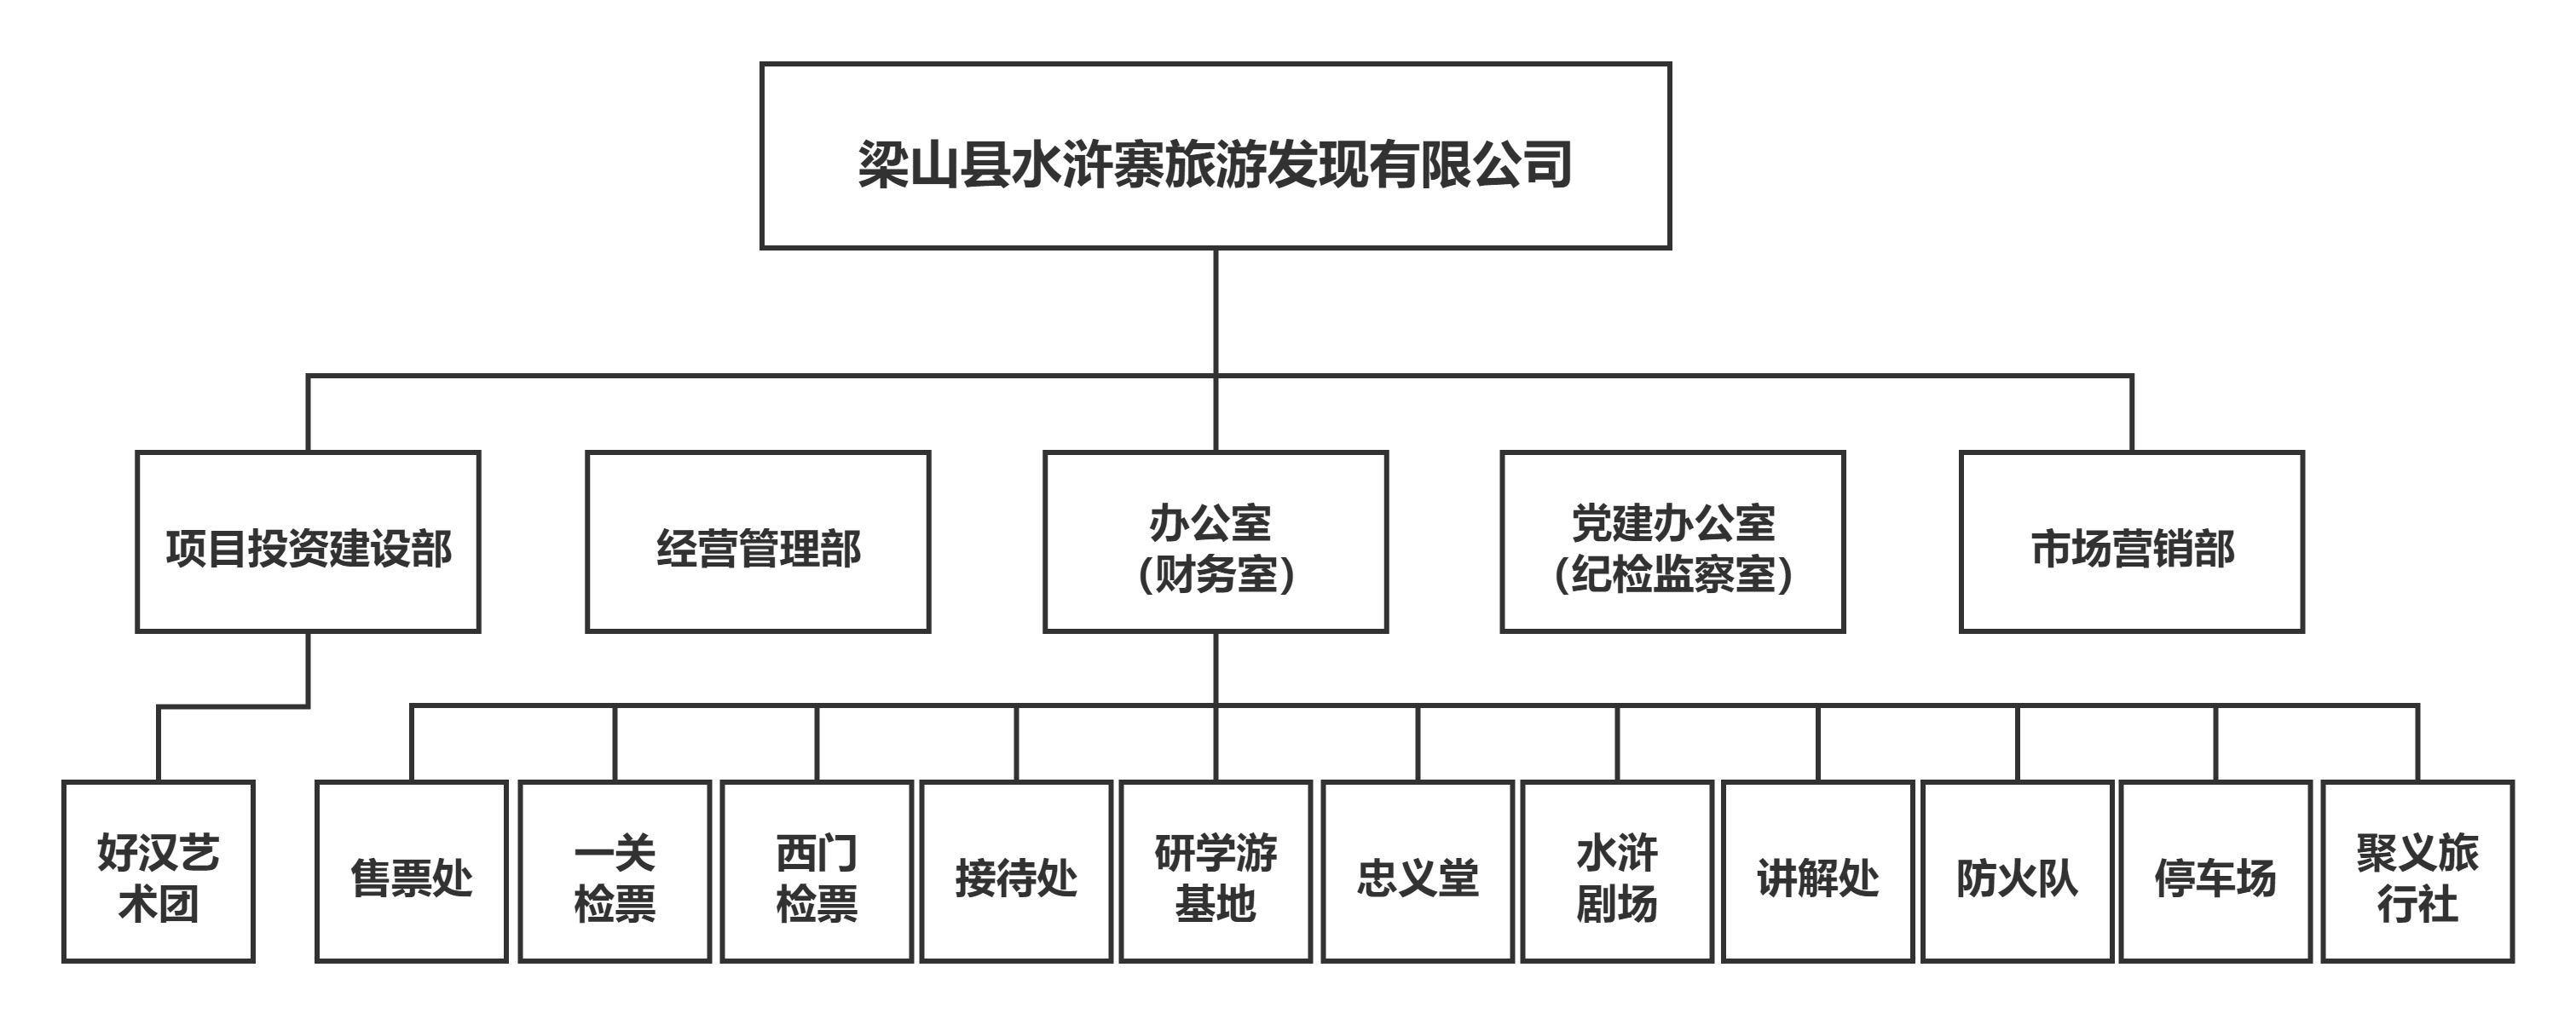 梁山县水浒寨旅游发现有限公司
项目投资建设部
经营管理部
办公室
（财务室）
党建办公室
（纪检监察室）
市场营销部
好汉艺
术团
售票处
一关
检票
西门
检票
接待处
研学游
基地
忠义堂
水浒
剧场
讲解处
防火队
停车场
聚义旅
行社